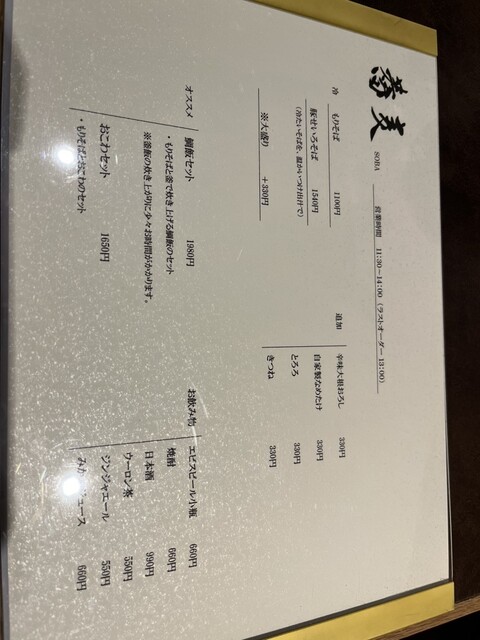 蕎麦 SOBA
営業時間 11:30~14:00 (ラストオーダー 13:00)
冷
もりそば 1100円
豚せいろそば 1540円
(冷たいそばを、温かいつけ出汁で)
※大盛り +330円
追加
辛味大根おろし 330円
自家製なめたけ 330円
とろろ 330円
きつね 330円
オススメ
鯛飯セット 1980円
・もりそばと釜で炊き上げる鯛飯のセット
※釜飯の炊き上がりに少々お時間がかかります。
おこわセット 1650円
・もりそばとおこわのセット
お飲み物
エビスビール小瓶 660円
焼酎 660円
日本酒 990円
ウーロン茶 550円
ジンジャエール 550円
みかんジュース 660円